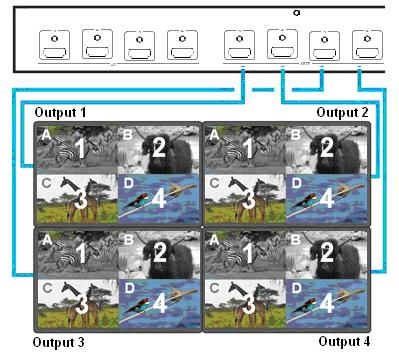 Output 1
Output 2
A 1 B 2 A 1 B 2
C 3 D 4 C 3 D 4
A 1 B 2 A 1 B 2
C 3 D 4 C 3 D 4
Output 3
Output 4